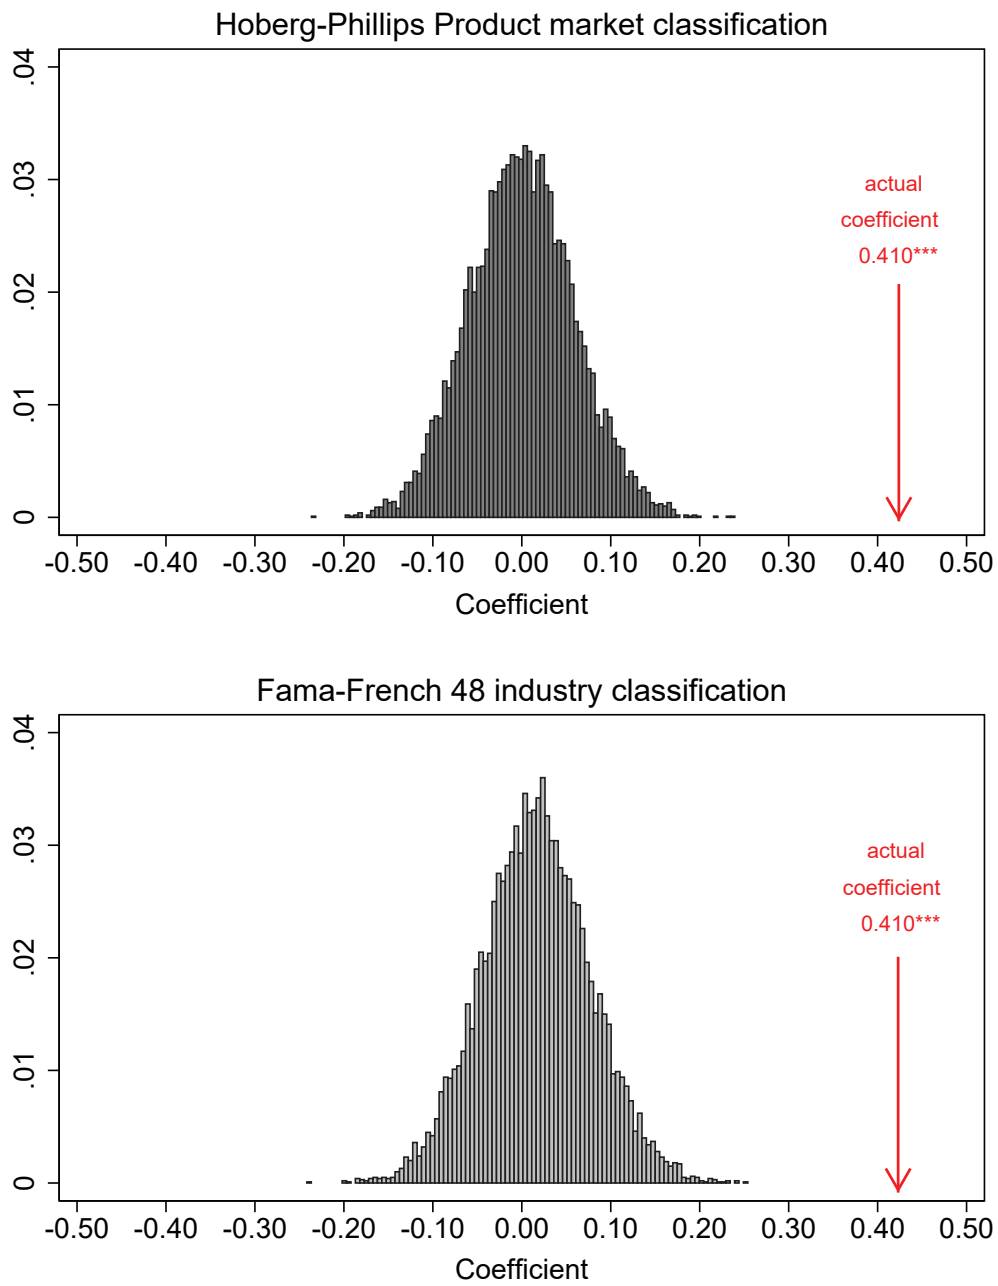 Hoberg-Phillips Product market classification
.04
.03
.02
.01
0
actual
coefficient
0.410***
-0.50 -0.40 -0.30 -0.20 -0.10 0.00 0.10 0.20 0.30 0.40 0.50
Coefficient
Fama-French 48 industry classification
.04
.03
.02
.01
0
actual
coefficient
0.410***
-0.50 -0.40 -0.30 -0.20 -0.10 0.00 0.10 0.20 0.30 0.40 0.50
Coefficient